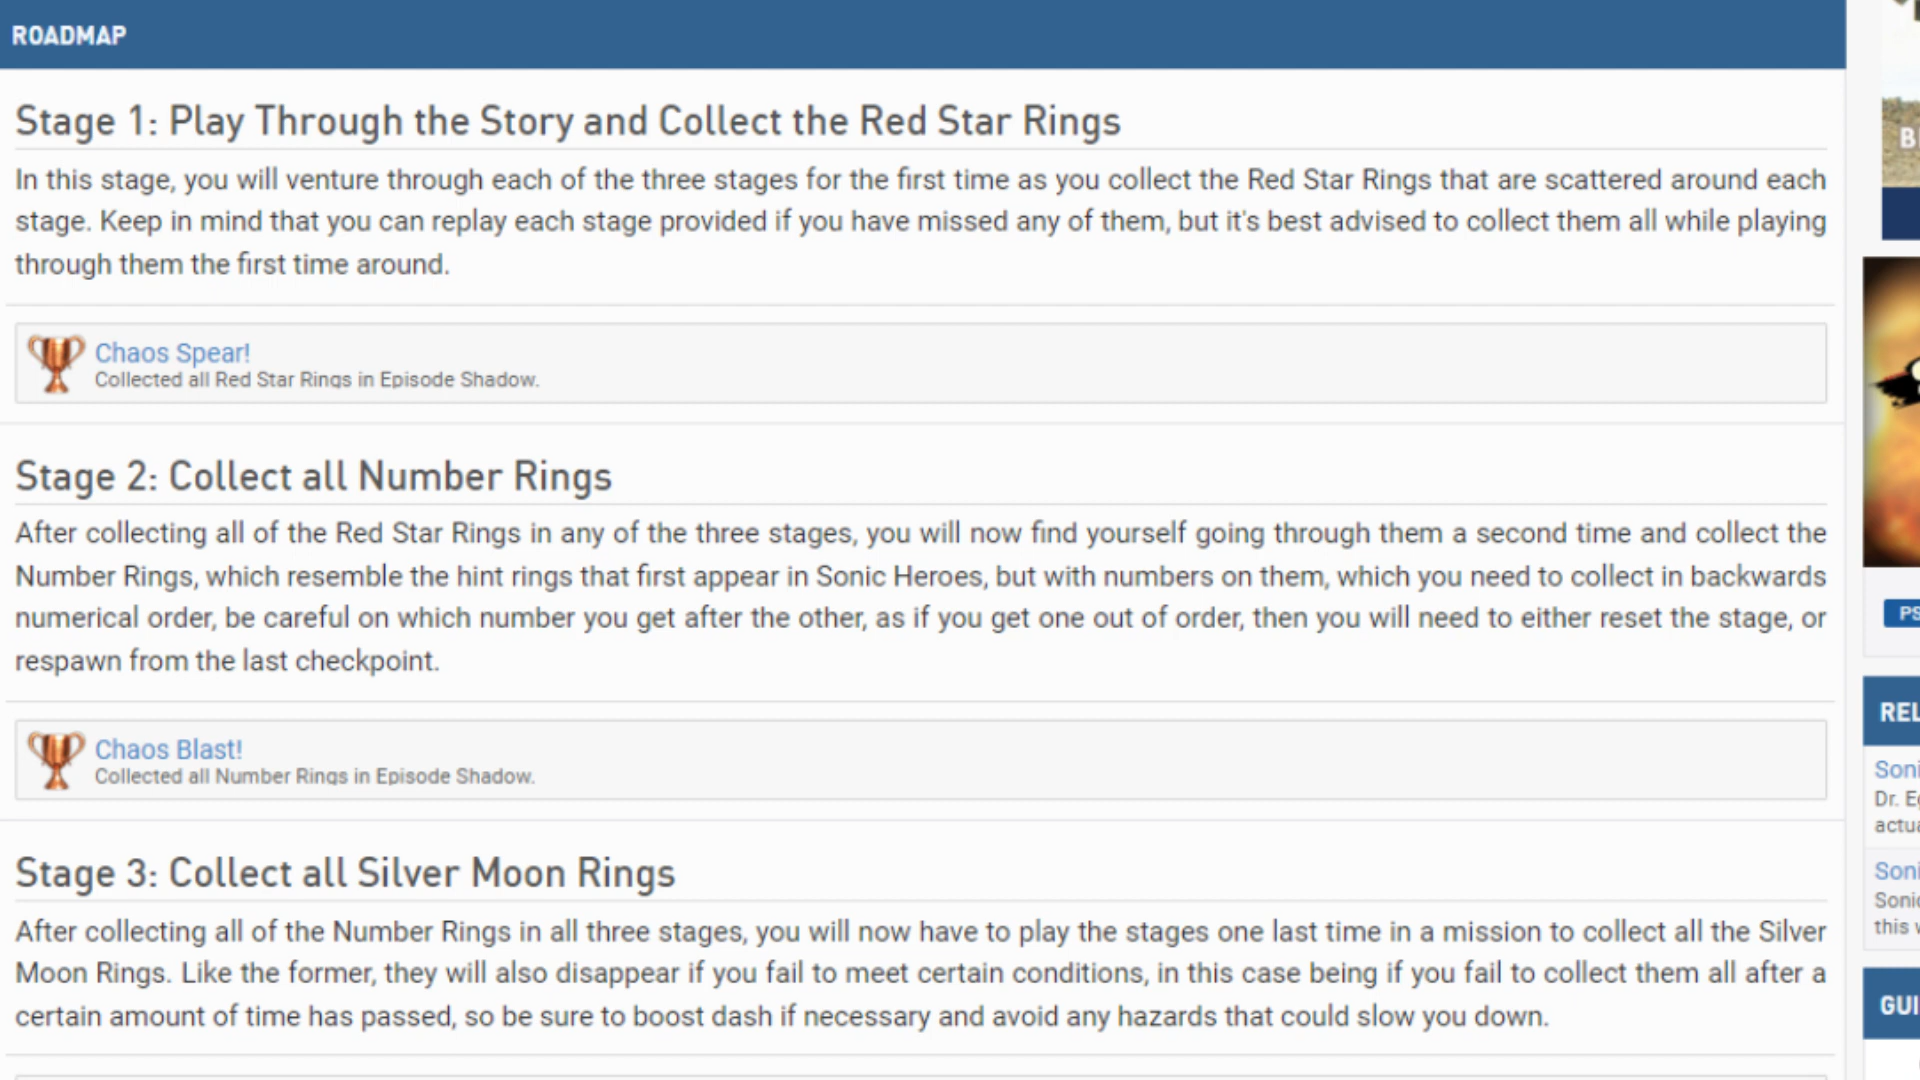 ROADMAP
Stage 1: Play Through the Story and Collect the Red Star Rings
In this stage, you will venture through each of the three stages for the first time as you collect the Red Star Rings that are scattered around each
stage. Keep in mind that you can replay each stage provided if you have missed any of them, but it's best advised to collect them all while playing
through them the first time around.
Chaos Spear!
Collected all Red Star Rings in Episode Shadow.
Stage 2: Collect all Number Rings
After collecting all of the Red Star Rings in any of the three stages, you will now find yourself going through them a second time and collect the
Number Rings, which resemble the hint rings that first appear in Sonic Heroes, but with numbers on them, which you need to collect in backwards
numerical order, be careful on which number you get after the other, as if you get one out of order, then you will need to either reset the stage, or
respawn from the last checkpoint.
Chaos Blast!
Collected all Number Rings in Episode Shadow.
Stage 3: Collect all Silver Moon Rings
After collecting all of the Number Rings in all three stages, you will now have to play the stages one last time in a mission to collect all the Silver
Moon Rings. Like the former, they will also disappear if you fail to meet certain conditions, in this case being if you fail to collect them all after a
certain amount of time has passed, so be sure to boost dash if necessary and avoid any hazards that could slow you down.
PS
REL
Soni
Dr. Eg
actua
Soni
Sonic
this w
GUI